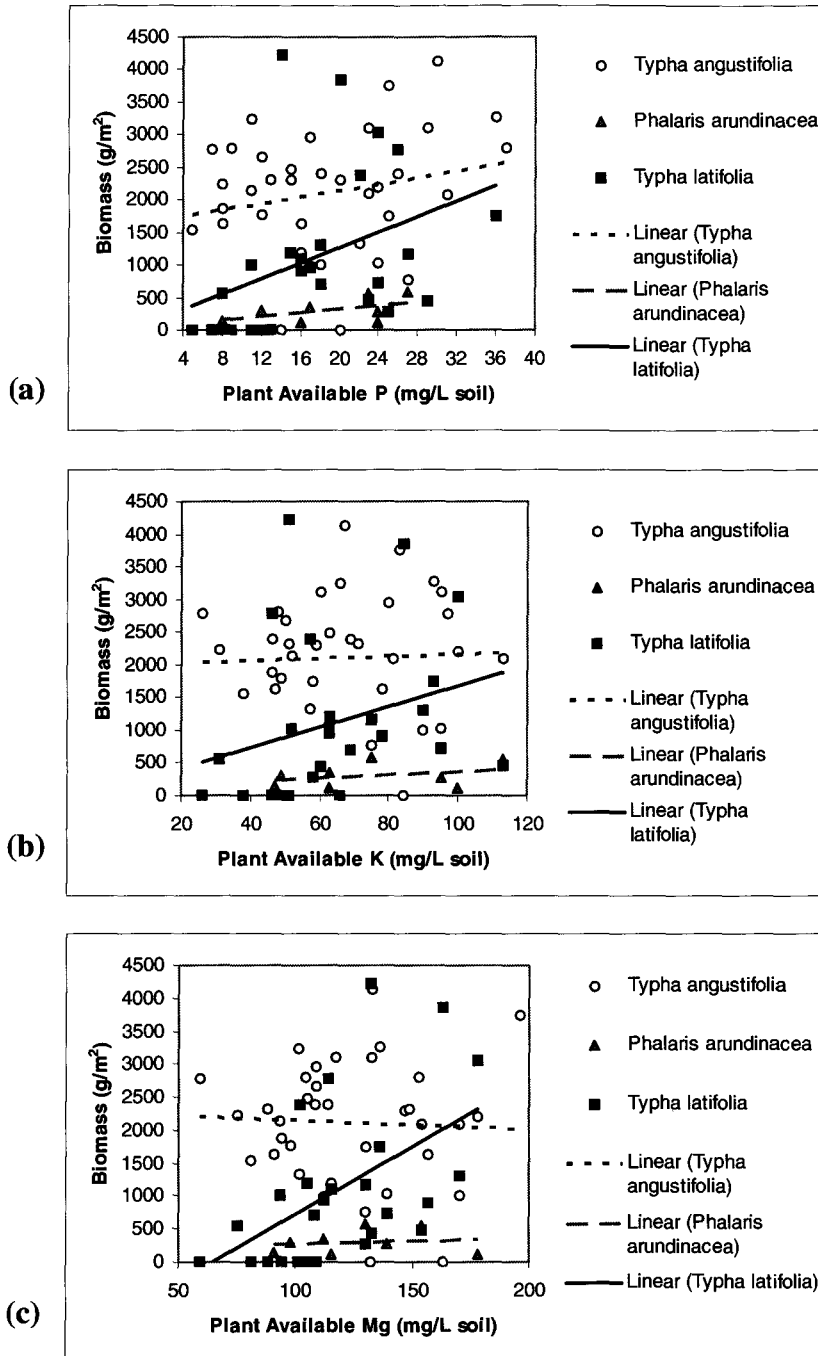 (a)
Biomass (g/m²)
4500
4000
3500
3000
2500
2000
1500
1000
500
0
4 8 12 16 20 24 28 32 36 40
Plant Available P (mg/L soil)
Typha angustifolia
Phalaris arundinacea
Typha latifolia
Linear (Typha
angustifolia)
Linear (Phalaris
arundinacea)
Linear (Typha
latifolia)
(b)
Biomass (g/m²)
4500
4000
3500
3000
2500
2000
1500
1000
500
0
20 40 60 80 100 120
Plant Available K (mg/L soil)
Typha angustifolia
Phalaris arundinacea
Typha latifolia
Linear (Typha
angustifolia)
Linear (Phalaris
arundinacea)
Linear (Typha
latifolia)
(c)
Biomass (g/m²)
4500
4000
3500
3000
2500
2000
1500
1000
500
0
50 100 150 200
Plant Available Mg (mg/L soil)
Typha angustifolia
Phalaris arundinacea
Typha latifolia
Linear (Typha
angustifolia)
Linear (Phalaris
arundinacea)
Linear (Typha latifolia)